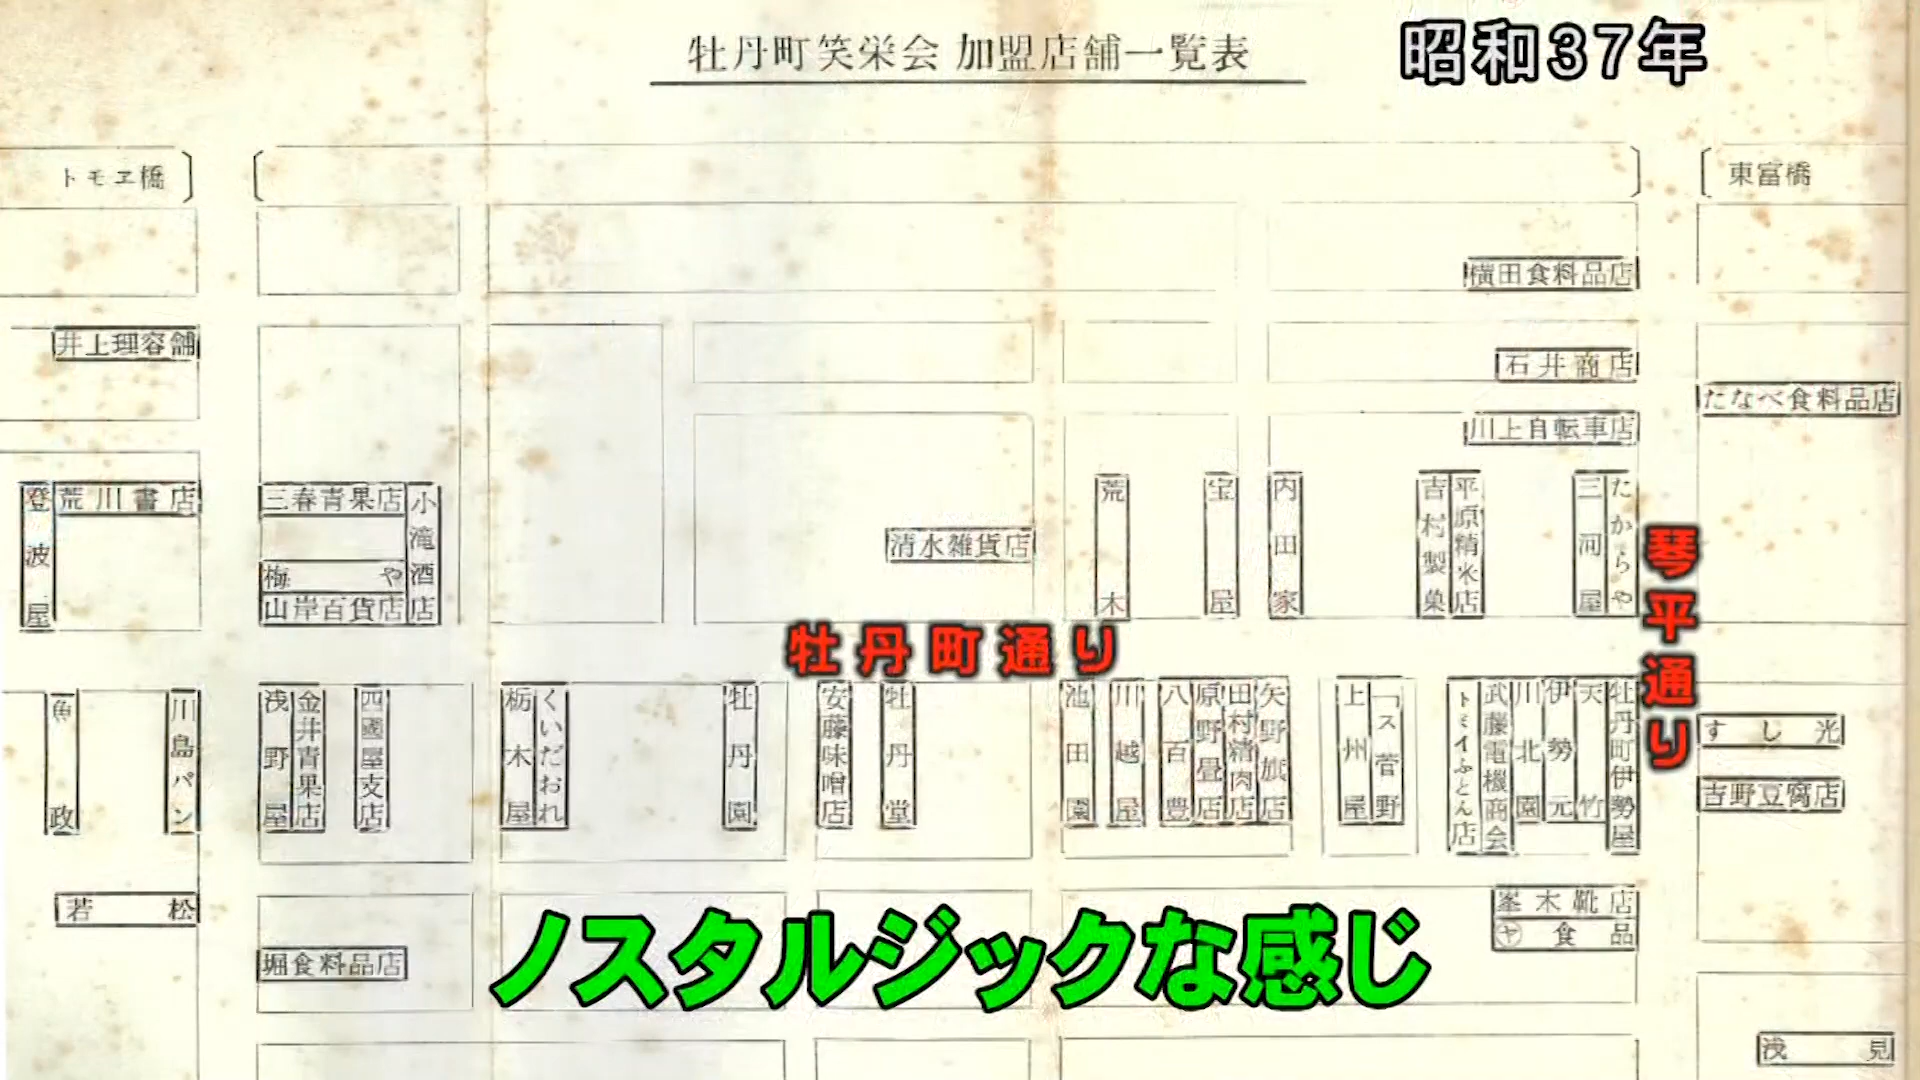 牡丹町笑栄会 加盟店舗一覧表
昭和37年
トモヱ橋
東富橋
横田食料品店
井上理容舗
石井商店
たなべ食料品店
川上自転車店
登波屋
荒川書店
三春青果店
小滝酒店
梅や
山岸百貨店
清水雑貨店
荒木
宝屋
内田家
吉村製菓
平原精米店
三河屋
たからや
琴平通り
牡丹町通り
魚政
川島パン
浅野屋
金井青果店
四國屋支店
栃木屋
くいだおれ
牡丹園
安藤味噌店
牡丹堂
池田園
川越屋
八百豊
原野畳店
田村精肉店
矢野旗店
上州屋
トミイふとん店
武藤電機商会
川北園
伊勢元
天竹
牡丹町伊勢屋
すし光
吉野豆腐店
若松
堀食料品店
峯木靴店
㋳食品
ノスタルジックな感じ
浅見